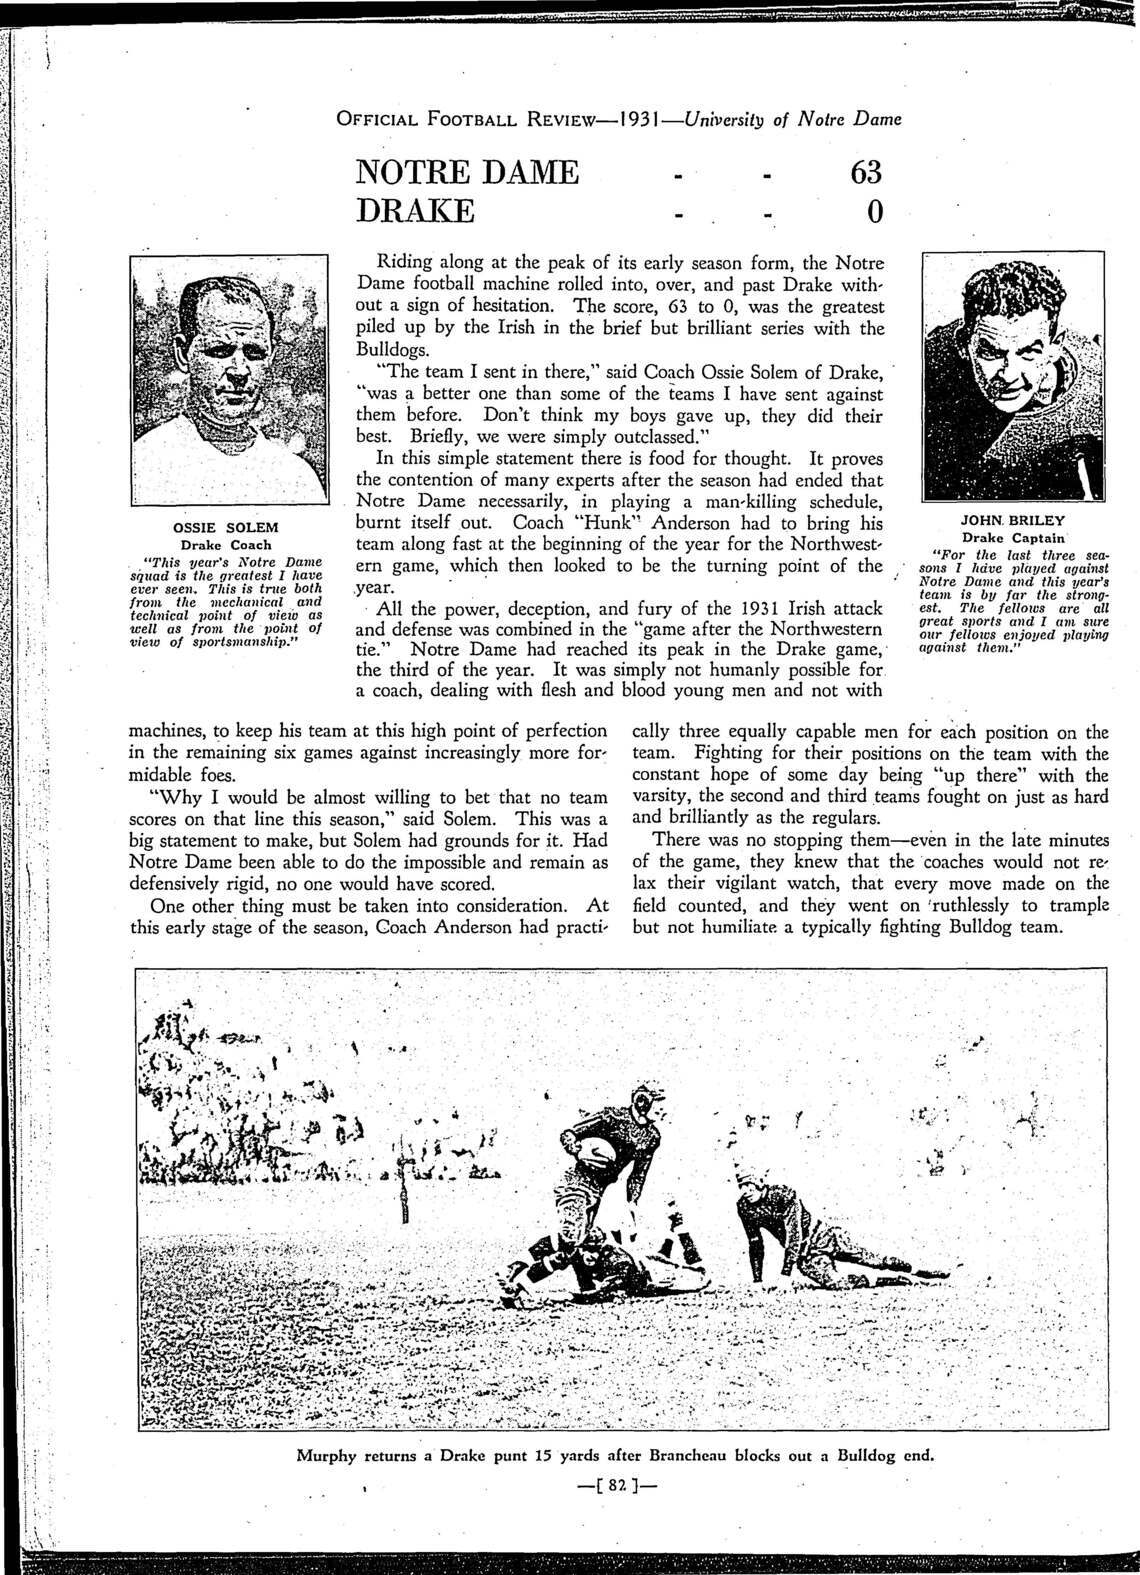 OFFICIAL FOOTBALL REVIEW—1931—University of Notre Dame
NOTRE DAME - - 63
DRAKE - - 0
Riding along at the peak of its early season form, the Notre
Dame football machine rolled into, over, and past Drake with-
out a sign of hesitation. The score, 63 to 0, was the greatest
piled up by the Irish in the brief but brilliant series with the
Bulldogs.
"The team I sent in there," said Coach Ossie Solem of Drake,
"was a better one than some of the teams I have sent against
them before. Don't think my boys gave up, they did their
best. Briefly, we were simply outclassed."
In this simple statement there is food for thought. It proves
the contention of many experts after the season had ended that
Notre Dame necessarily, in playing a man-killing schedule,
burnt itself out. Coach "Hunk" Anderson had to bring his
team along fast at the beginning of the year for the Northwest-
ern game, which then looked to be the turning point of the
year.
All the power, deception, and fury of the 1931 Irish attack
and defense was combined in the "game after the Northwestern
tie." Notre Dame had reached its peak in the Drake game,
the third of the year. It was simply not humanly possible for
a coach, dealing with flesh and blood young men and not with
OSSIE SOLEM
Drake Coach
"This year's Notre Dame
squad is the greatest I have
ever seen. This is true both
from the mechanical and
technical point of view as
well as from the point of
view of sportsmanship."
JOHN BRILEY
Drake Captain
"For the last three sea-
sons I have played against
Notre Dame and this year's
team is by far the strong-
est. The fellows are all
great sports and I am sure
our fellows enjoyed playing
against them."
machines, to keep his team at this high point of perfection
in the remaining six games against increasingly more for-
midable foes.
"Why I would be almost willing to bet that no team
scores on that line this season," said Solem. This was a
big statement to make, but Solem had grounds for it. Had
Notre Dame been able to do the impossible and remain as
defensively rigid, no one would have scored.
One other thing must be taken into consideration. At
this early stage of the season, Coach Anderson had practi-
cally three equally capable men for each position on the
team. Fighting for their positions on the team with the
constant hope of some day being "up there" with the
varsity, the second and third teams fought on just as hard
and brilliantly as the regulars.
There was no stopping them—even in the late minutes
of the game, they knew that the coaches would not re-
lax their vigilant watch, that every move made on the
field counted, and they went on ruthlessly to trample
but not humiliate a typically fighting Bulldog team.
Murphy returns a Drake punt 15 yards after Brancheau blocks out a Bulldog end.
—[ 82 ]—